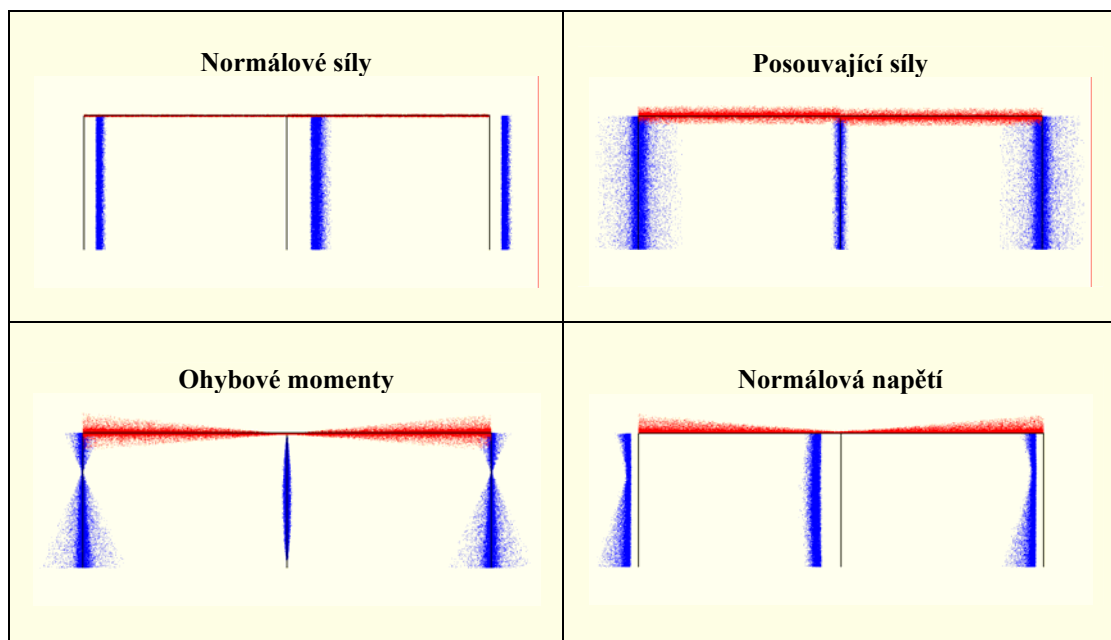 Normálové síly
Posouvající síly
Ohybové momenty
Normálová napětí